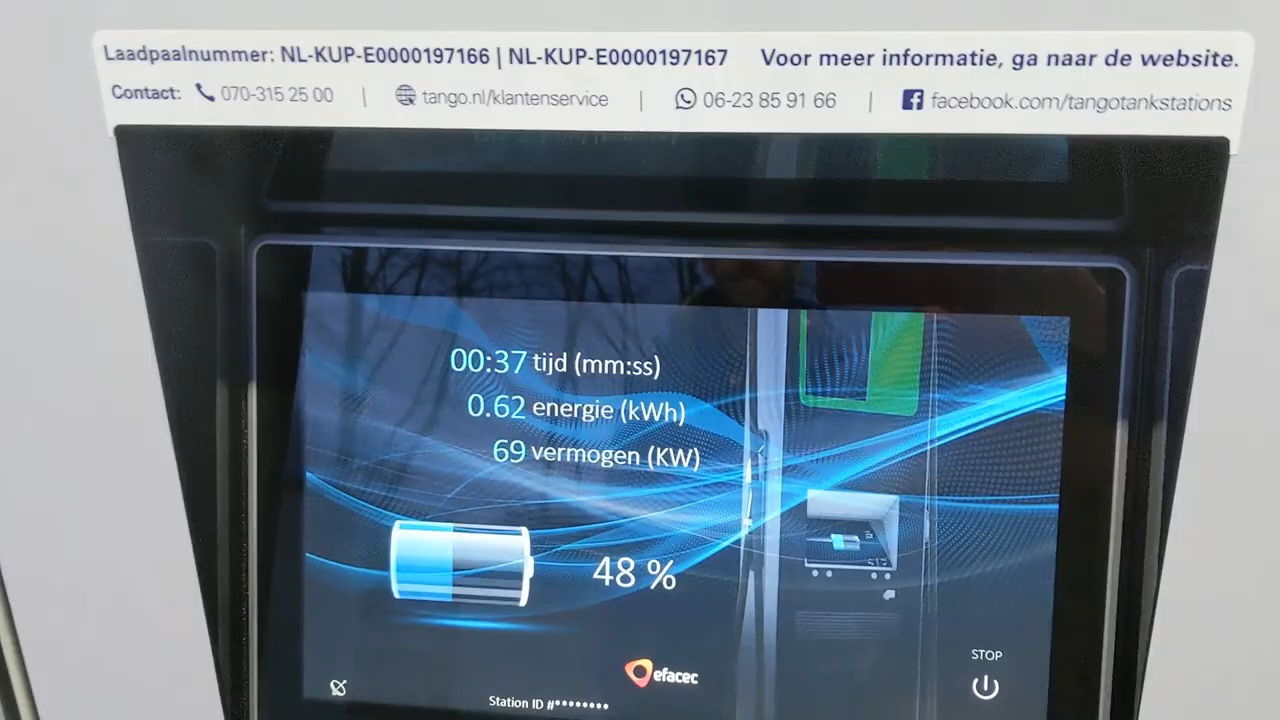 Laadpaalnummer: NL-KUP-E0000197166 | NL-KUP-E0000197167 Voor meer informatie, ga naar de website.
Contact: 070-315 25 00 | tango.nl/klantenservice | 06-23 85 91 66 | facebook.com/tangotankstations
00:37 tijd (mm:ss)
0.62 energie (kWh)
69 vermogen (KW)
48 %
STOP
efacec
Station ID #********